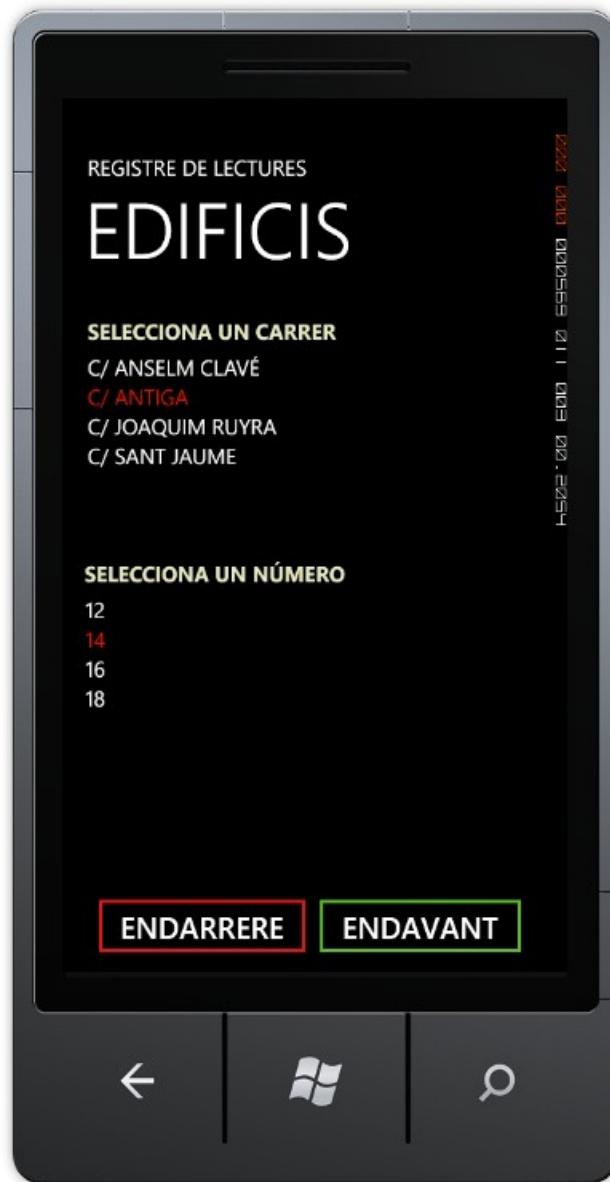 REGISTRE DE LECTURES
EDIFICIS
SELECCIONA UN CARRER
C/ ANSELM CLAVÉ
C/ ANTIGA
C/ JOAQUIM RUYRA
C/ SANT JAUME
SELECCIONA UN NÚMERO
12
14
16
18
ENDARRERE
ENDAVANT